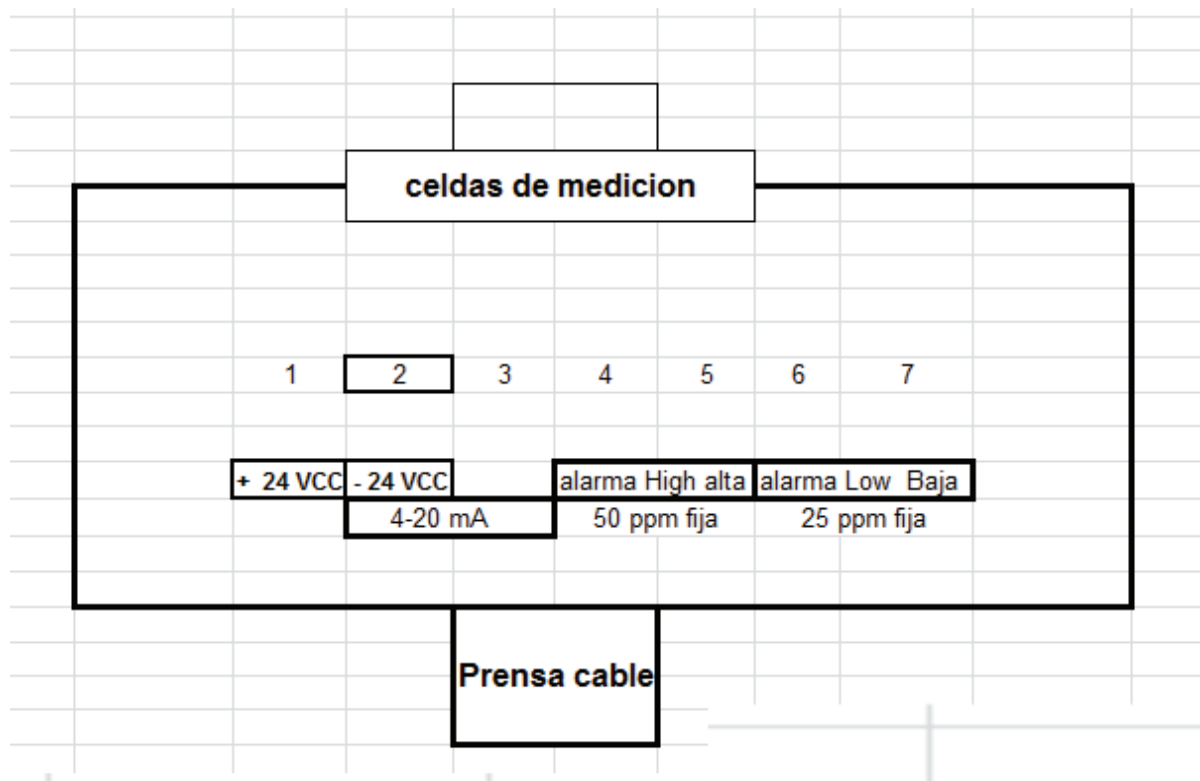 celdas de medicion
1 2 3 4 5 6 7
+ 24 VCC - 24 VCC alarma High alta alarma Low Baja
4-20 mA 50 ppm fija 25 ppm fija
Prensa cable